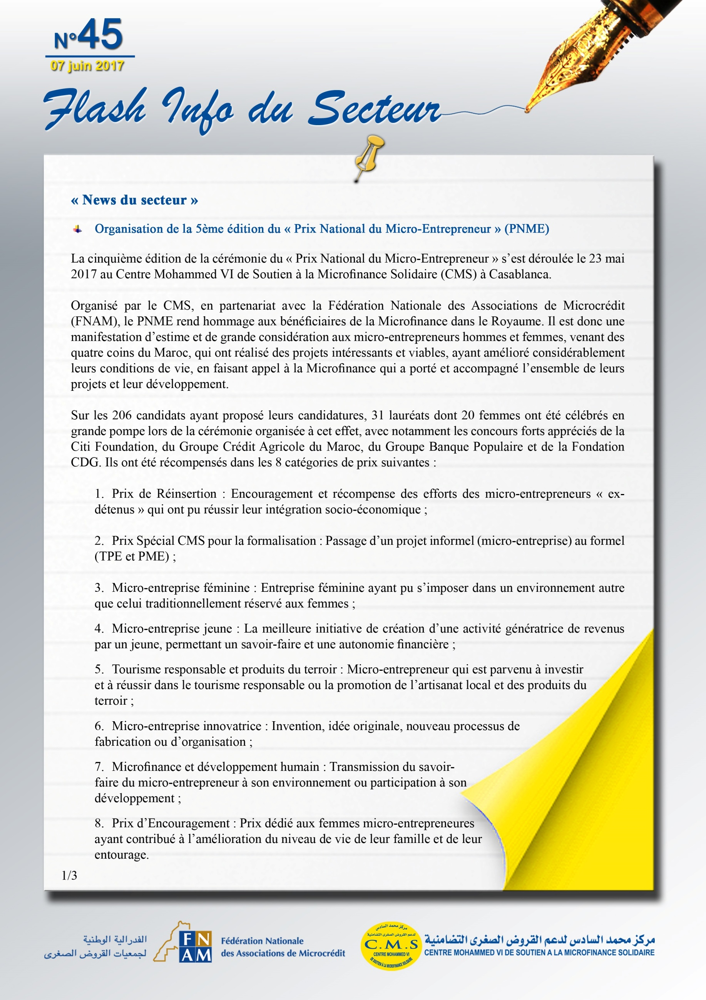 N°45
07 juin 2017
Flash Info du Secteur
« News du secteur »
Organisation de la 5ème édition du « Prix National du Micro-Entrepreneur » (PNME)
La cinquième édition de la cérémonie du « Prix National du Micro-Entrepreneur » s’est déroulée le 23 mai
2017 au Centre Mohammed VI de Soutien à la Microfinance Solidaire (CMS) à Casablanca.
Organisé par le CMS, en partenariat avec la Fédération Nationale des Associations de Microcrédit
(FNAM), le PNME rend hommage aux bénéficiaires de la Microfinance dans le Royaume. Il est donc une
manifestation d’estime et de grande considération aux micro-entrepreneurs hommes et femmes, venant des
quatre coins du Maroc, qui ont réalisé des projets intéressants et viables, ayant amélioré considérablement
leurs conditions de vie, en faisant appel à la Microfinance qui a porté et accompagné l’ensemble de leurs
projets et leur développement.
Sur les 206 candidats ayant proposé leurs candidatures, 31 lauréats dont 20 femmes ont été célébrés en
grande pompe lors de la cérémonie organisée à cet effet, avec notamment les concours forts appréciés de la
Citi Foundation, du Groupe Crédit Agricole du Maroc, du Groupe Banque Populaire et de la Fondation
CDG. Ils ont été récompensés dans les 8 catégories de prix suivantes :
1. Prix de Réinsertion : Encouragement et récompense des efforts des micro-entrepreneurs « ex-
détenus » qui ont pu réussir leur intégration socio-économique ;
2. Prix Spécial CMS pour la formalisation : Passage d’un projet informel (micro-entreprise) au formel
(TPE et PME) ;
3. Micro-entreprise féminine : Entreprise féminine ayant pu s’imposer dans un environnement autre
que celui traditionnellement réservé aux femmes ;
4. Micro-entreprise jeune : La meilleure initiative de création d’une activité génératrice de revenus
par un jeune, permettant un savoir-faire et une autonomie financière ;
5. Tourisme responsable et produits du terroir : Micro-entrepreneur qui est parvenu à investir
et à réussir dans le tourisme responsable ou la promotion de l’artisanat local et des produits du
terroir ;
6. Micro-entreprise innovatrice : Invention, idée originale, nouveau processus de
fabrication ou d’organisation ;
7. Microfinance et développement humain : Transmission du savoir-
faire du micro-entrepreneur à son environnement ou participation à son
développement ;
8. Prix d’Encouragement : Prix dédié aux femmes micro-entrepreneures
ayant contribué à l’amélioration du niveau de vie de leur famille et de leur
entourage.
1/3
الفدرالية الوطنية
لجمعيات القروض الصغرى
FN
AM
Fédération Nationale
des Associations de Microcrédit
مركز محمد السادس
لدعم القروض الصغرى التضامنية
C.M.S
CENTRE MOHAMMED VI
DE SOUTIEN À LA MICROFINANCE SOLIDAIRE
مركز محمد السادس لدعم القروض الصغرى التضامنية
CENTRE MOHAMMED VI DE SOUTIEN A LA MICROFINANCE SOLIDAIRE